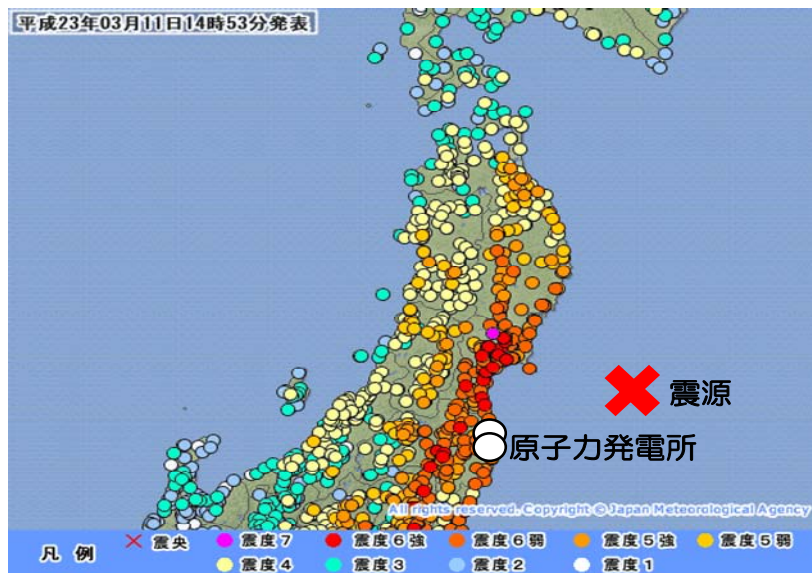 平成23年03月11日14時53分発表
震源
原子力発電所
All rights reserved. Copyright © Japan Meteorological Agency
凡例 震央 震度7 震度6強 震度6弱 震度5強 震度5弱
震度4 震度3 震度2 震度1